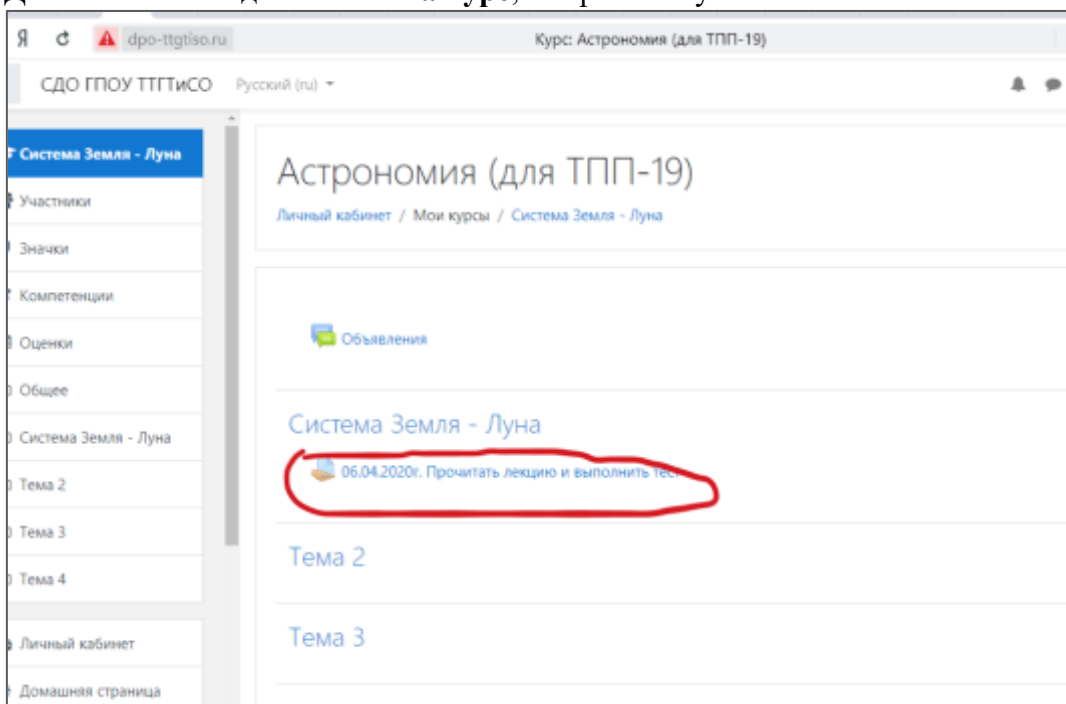 Я dpo-ttgtiso.ru Курс: Астрономия (для ТПП-19)
СДО ГПОУ ТТГТиСО Русский (ru)
Система Земля - Луна
Участники
Значки
Компетенции
Оценки
Общее
Система Земля - Луна
Тема 2
Тема 3
Тема 4
Личный кабинет
Домашняя страница
Астрономия (для ТПП-19)
Личный кабинет / Мои курсы / Система Земля - Луна
Объявления
Система Земля - Луна
06.04.2020г. Прочитать лекцию и выполнить тест
Тема 2
Тема 3